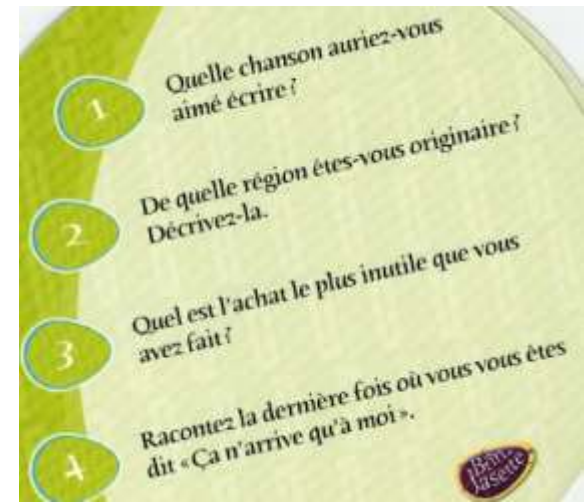 1
Quelle chanson auriez-vous
aimé écrire ?
2
De quelle région êtes-vous originaire ?
Décrivez-la.
3
Quel est l'achat le plus inutile que vous
avez fait ?
4
Racontez la dernière fois où vous vous êtes
dit « Ça n'arrive qu'à moi ».